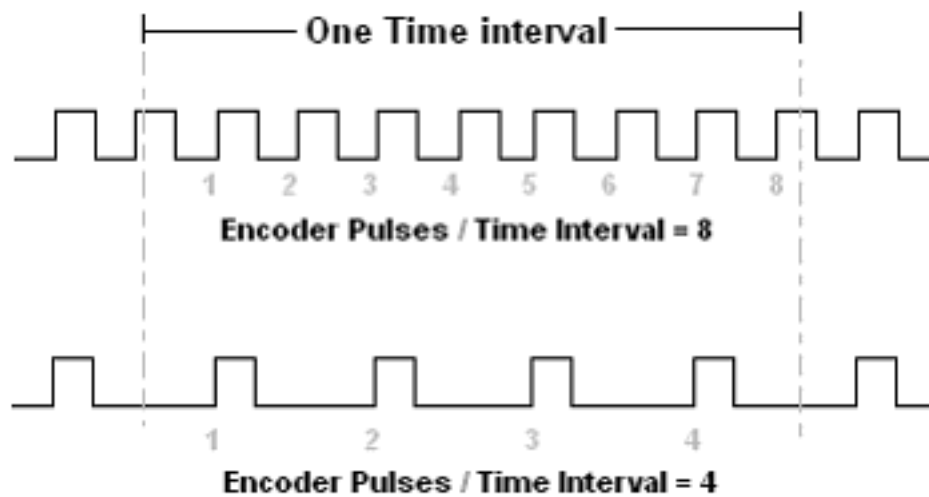 One Time interval
1 2 3 4 5 6 7 8
Encoder Pulses / Time Interval = 8
1 2 3 4
Encoder Pulses / Time Interval = 4